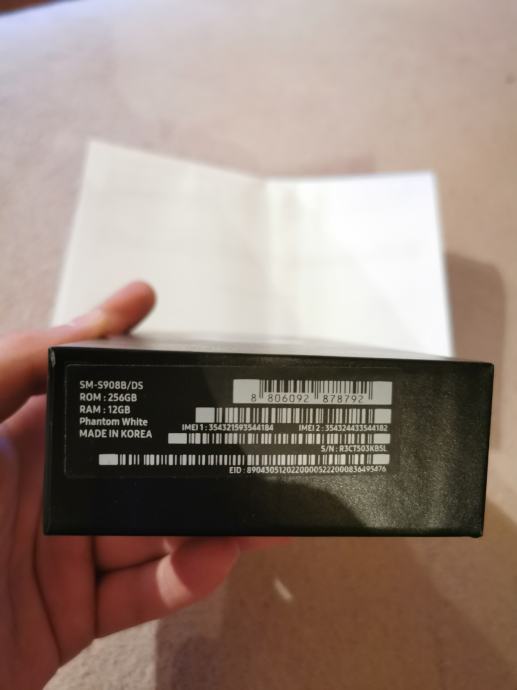 SM-S908B/DS
ROM : 256GB
RAM : 12GB
Phantom White
MADE IN KOREA
8 806092 878792
IMEI 1 : 354321593544184 IMEI 2 : 354324433544182
S/N : R3CT503KBSL
EID : 89043051202200005222000836495476